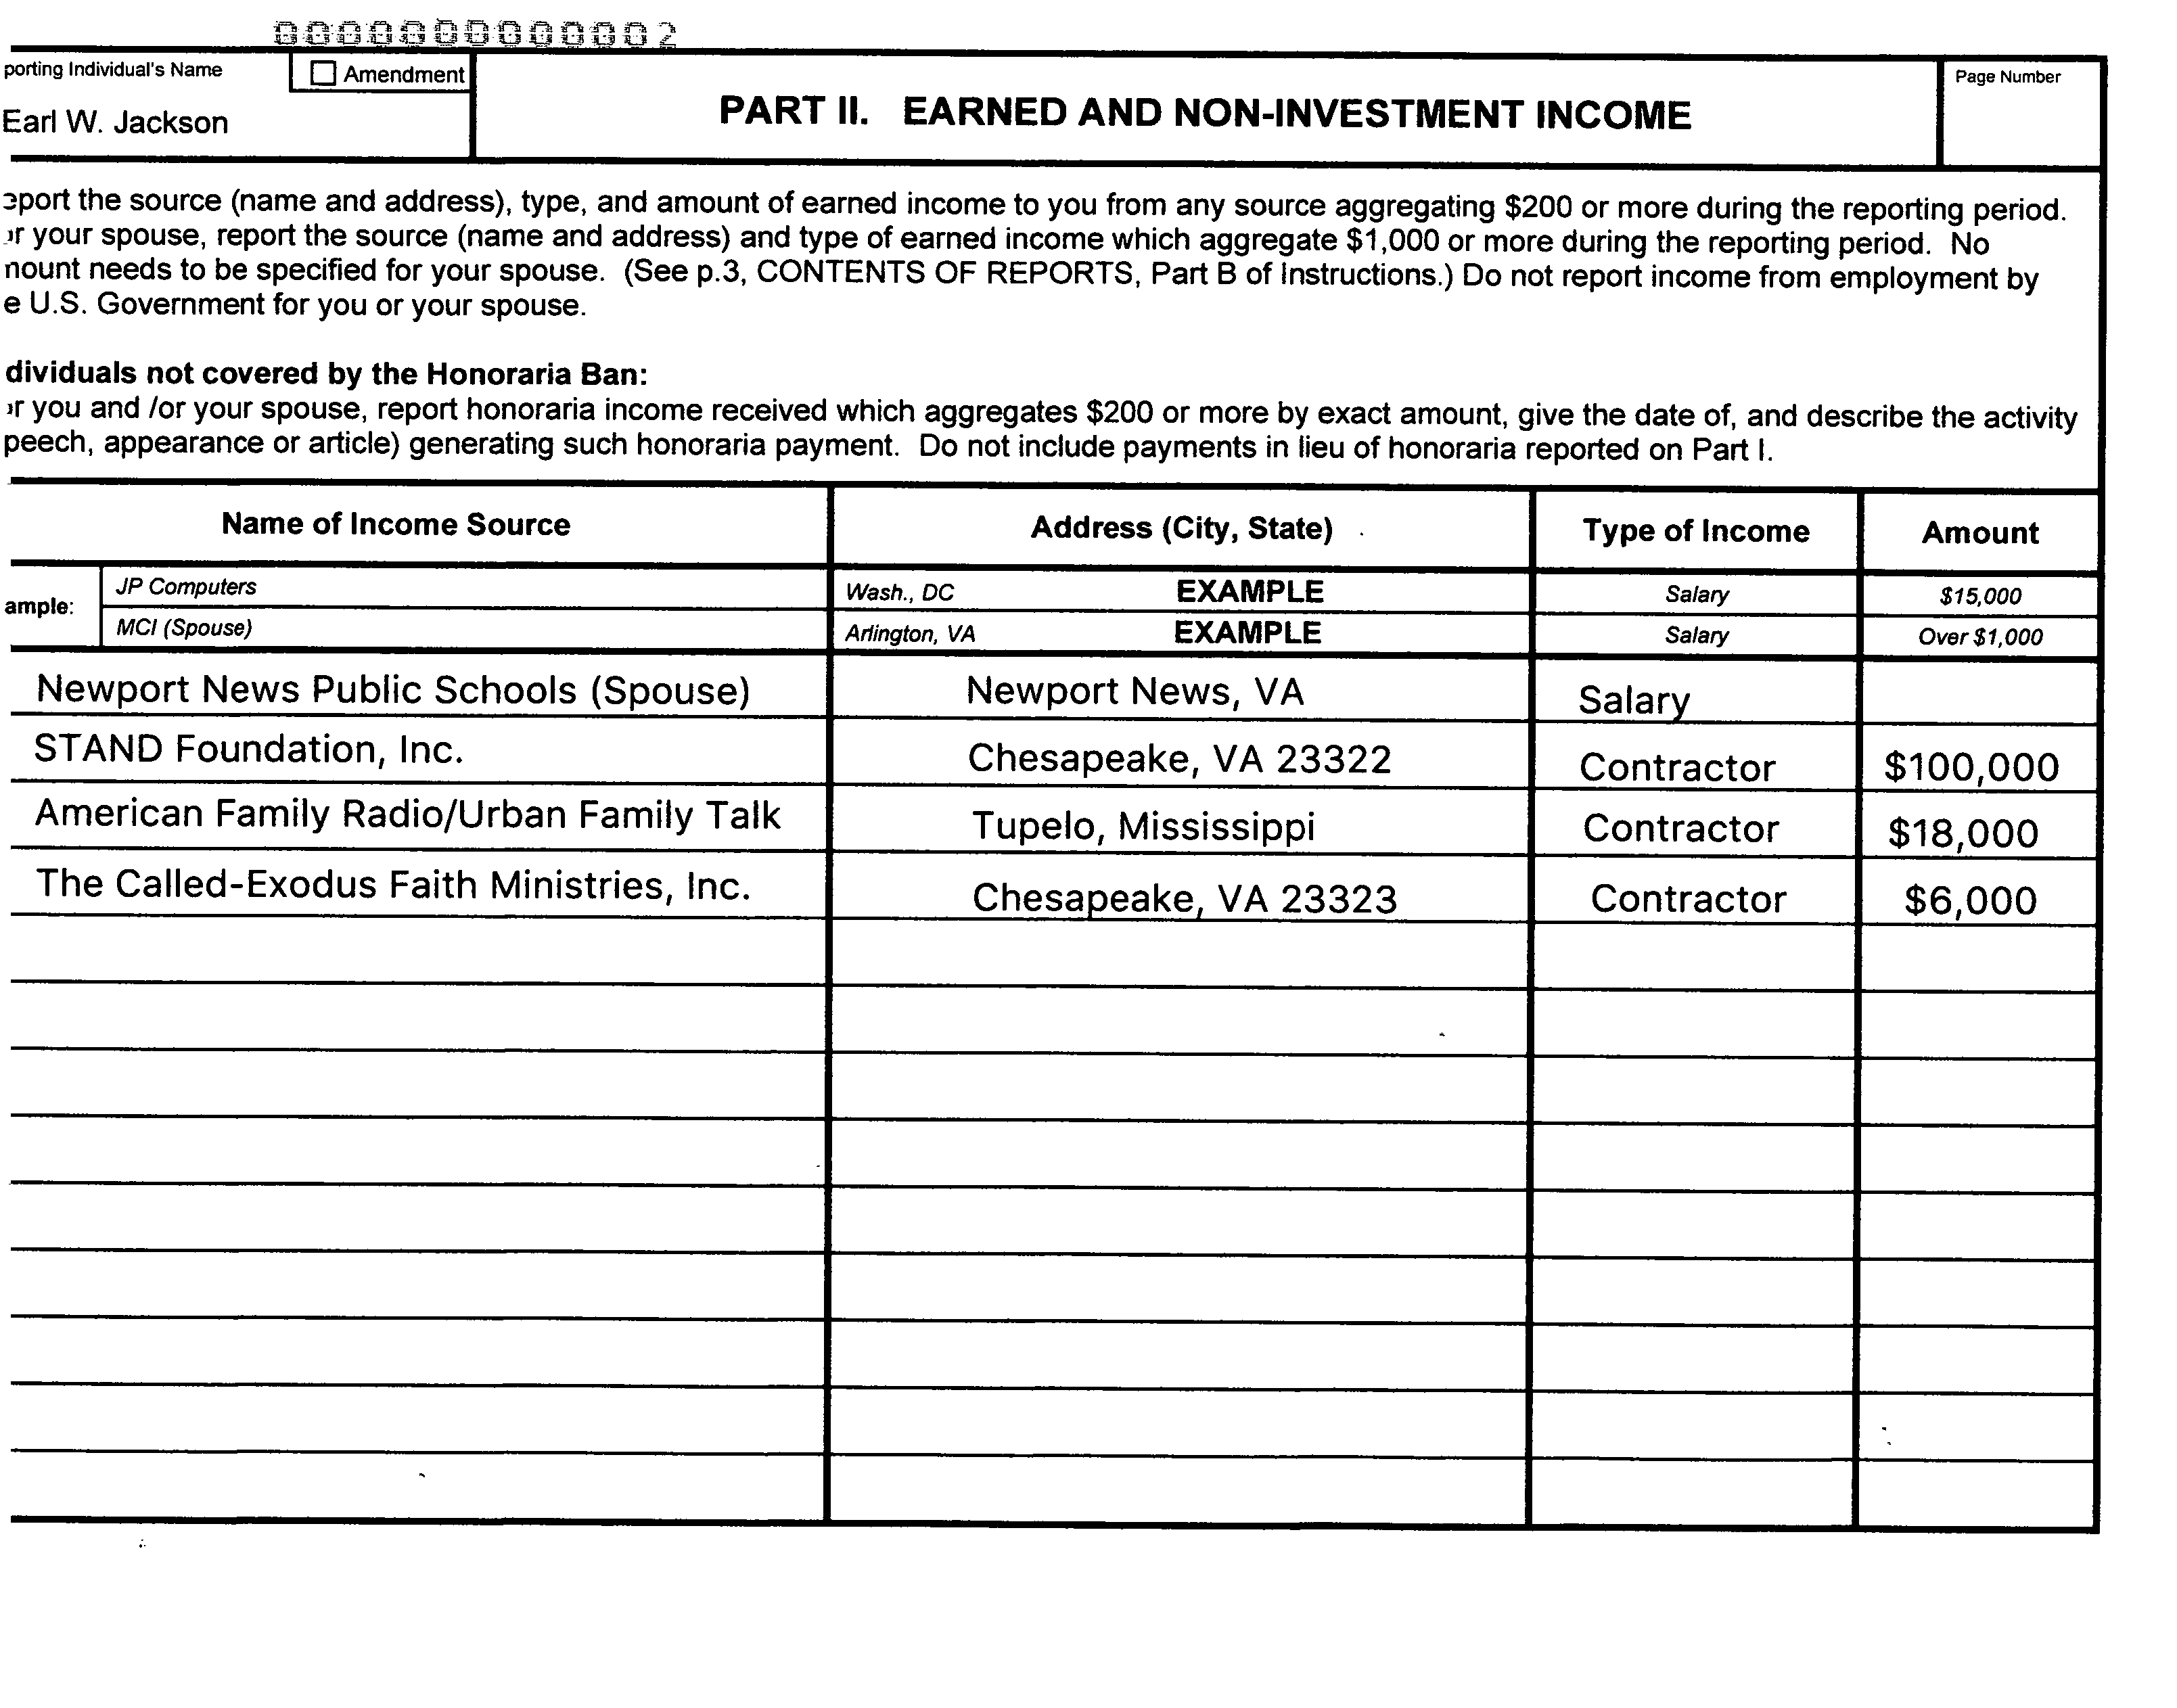 0000000000002
porting Individual's Name
Amendment
Page Number
Earl W. Jackson
PART II. EARNED AND NON-INVESTMENT INCOME
eport the source (name and address), type, and amount of earned income to you from any source aggregating $200 or more during the reporting period.
or your spouse, report the source (name and address) and type of earned income which aggregate $1,000 or more during the reporting period. No
mount needs to be specified for your spouse. (See p.3, CONTENTS OF REPORTS, Part B of Instructions.) Do not report income from employment by
e U.S. Government for you or your spouse.
dividuals not covered by the Honoraria Ban:
or you and /or your spouse, report honoraria income received which aggregates $200 or more by exact amount, give the date of, and describe the activity
peech, appearance or article) generating such honoraria payment. Do not include payments in lieu of honoraria reported on Part I.
Name of Income Source Address (City, State) Type of Income Amount
ample: JP Computers Wash., DC EXAMPLE Salary $15,000
MCI (Spouse) Arlington, VA EXAMPLE Salary Over $1,000
Newport News Public Schools (Spouse) Newport News, VA Salary
STAND Foundation, Inc. Chesapeake, VA 23322 Contractor $100,000
American Family Radio/Urban Family Talk Tupelo, Mississippi Contractor $18,000
The Called-Exodus Faith Ministries, Inc. Chesapeake, VA 23323 Contractor $6,000